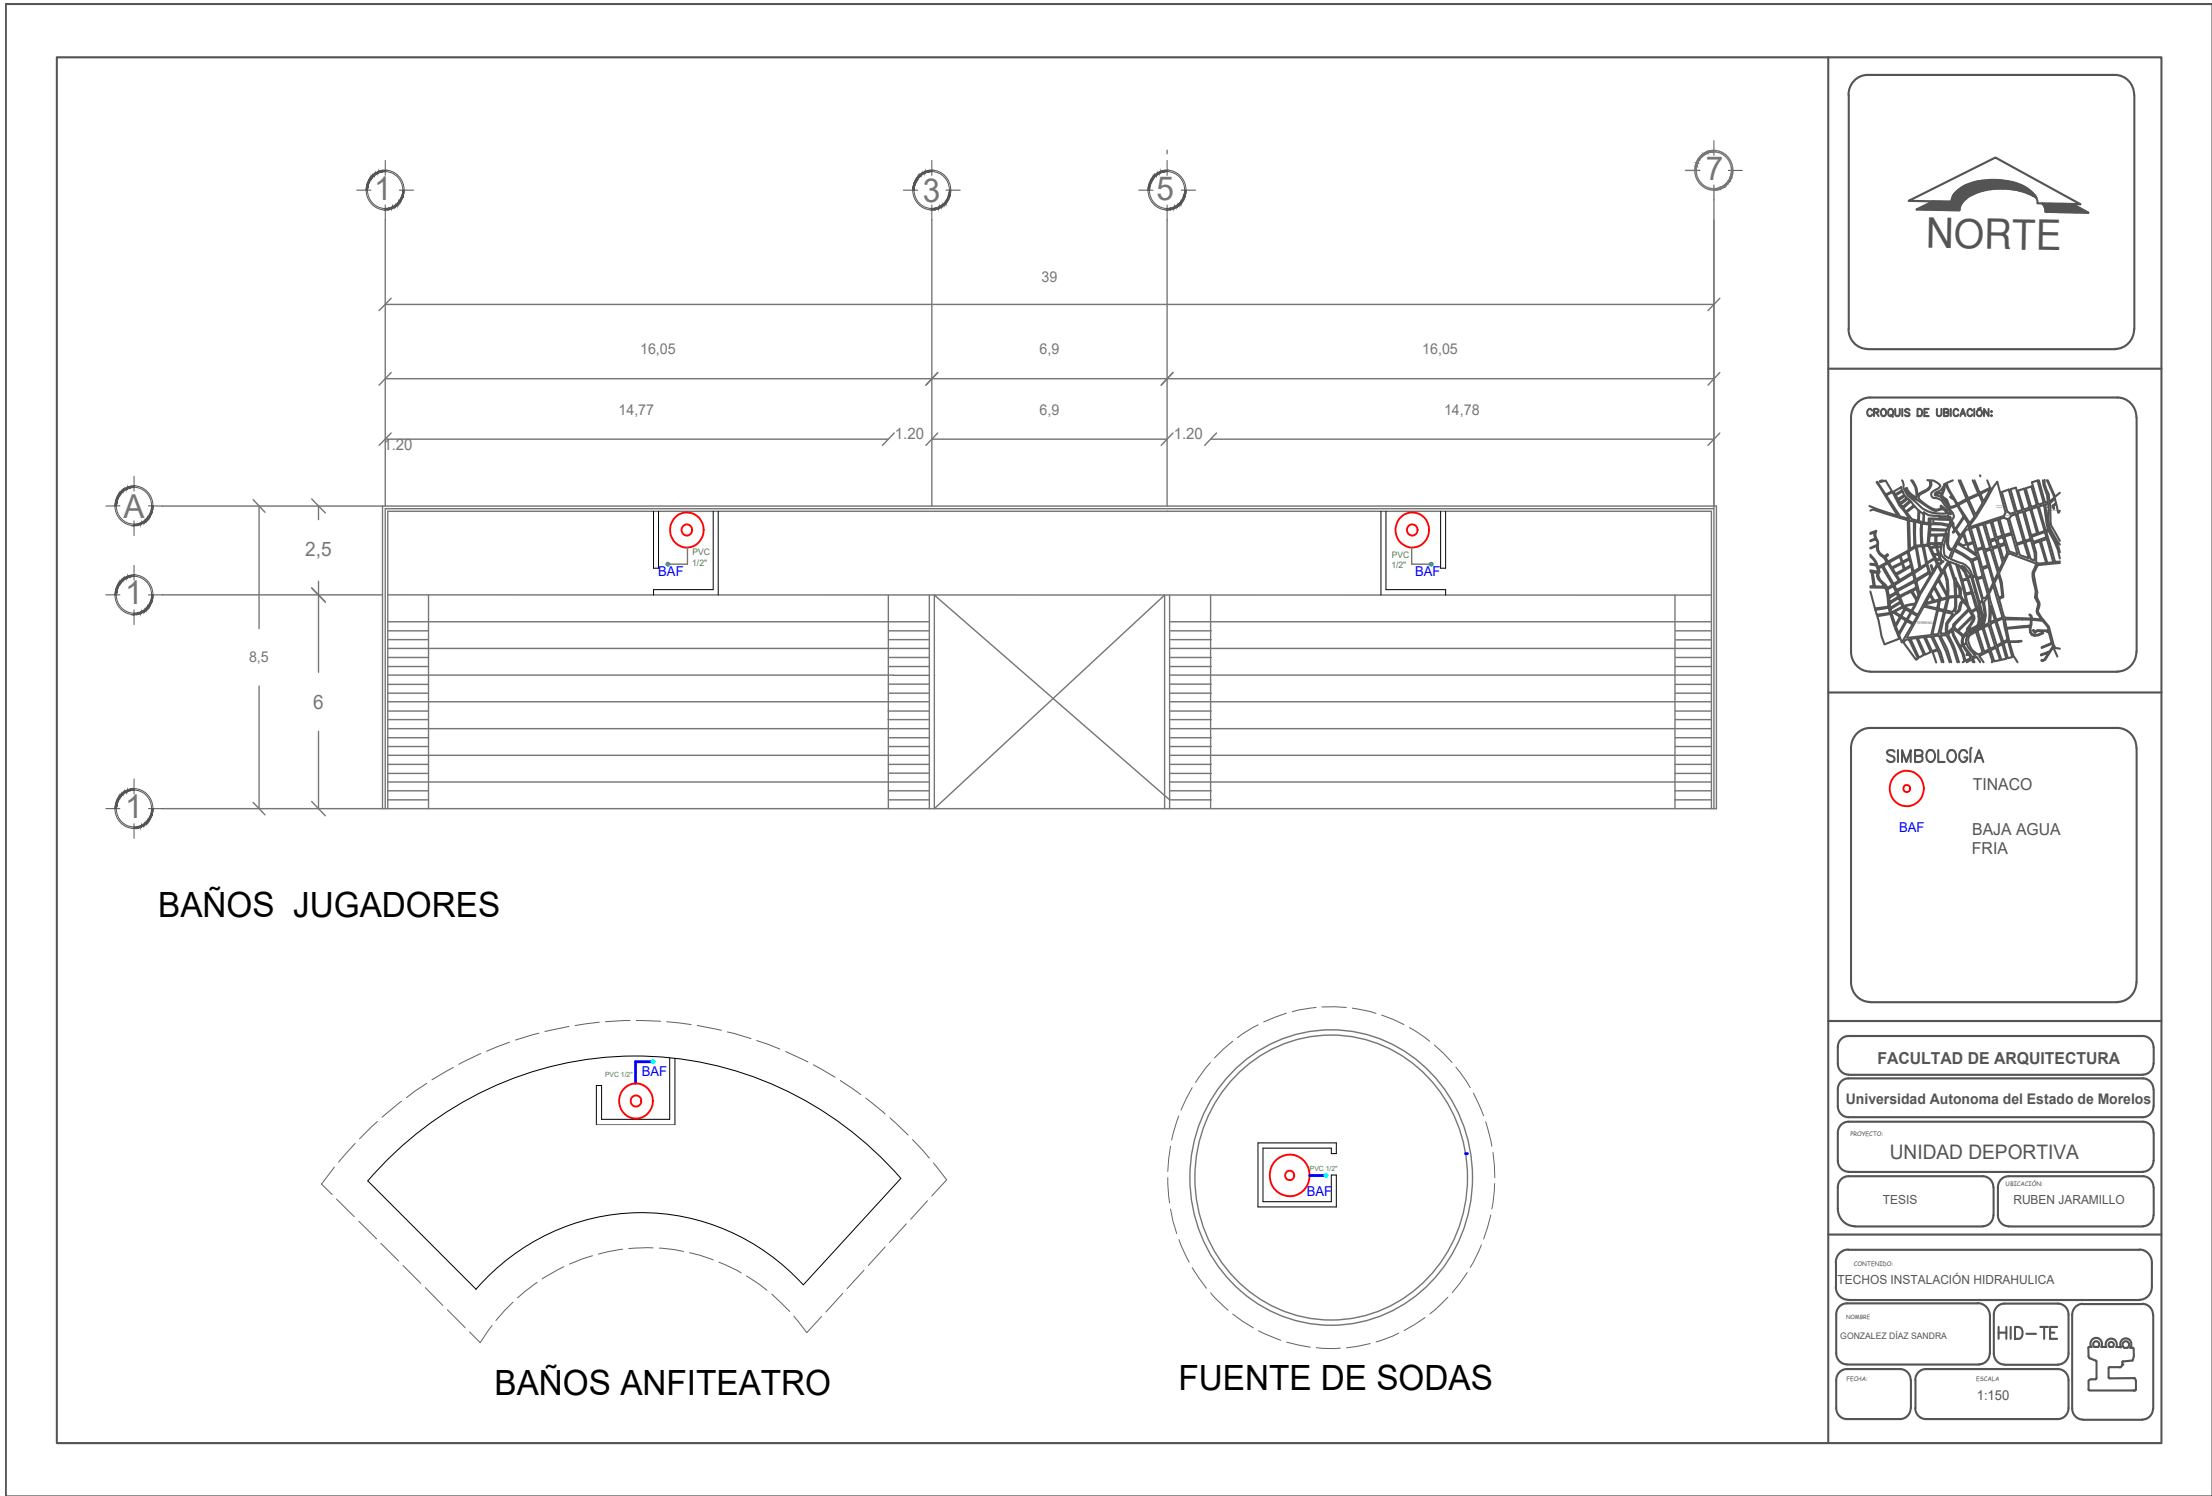 1
3
5
7
39
16,05
6,9
16,05
14,77
6,9
14,78
1.20
1.20
1.20
A
2,5
1
8,5
6
1
PVC
1/2"
BAF
PVC
1/2"
BAF
BAÑOS JUGADORES
PVC 1/2"
BAF
BAÑOS ANFITEATRO
PVC 1/2"
BAF
FUENTE DE SODAS
NORTE
CROQUIS DE UBICACIÓN:
SIMBOLOGÍA
TINACO
BAF
BAJA AGUA
FRIA
FACULTAD DE ARQUITECTURA
Universidad Autonoma del Estado de Morelos
PROYECTO:
UNIDAD DEPORTIVA
TESIS
UBICACIÓN:
RUBEN JARAMILLO
CONTENIDO:
TECHOS INSTALACIÓN HIDRAHULICA
NOMBRE
GONZALEZ DÍAZ SANDRA
HID-TE
FECHA:
ESCALA
1:150